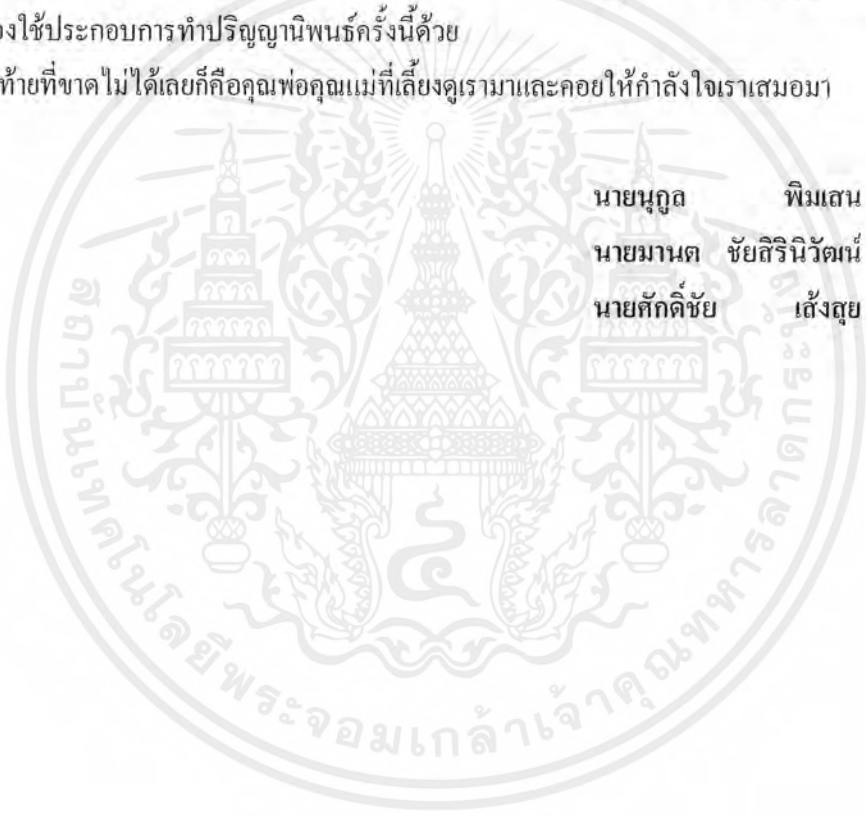 องใช้ประกอบการทำปริญญานิพนธ์ครั้งนี้ด้วย
ท้ายที่ขาดไม่ได้เลยก็คือคุณพ่อคุณแม่ที่เลี้ยงดูเรามาและคอยให้กำลังใจเราเสมอมา
นายนุกูล พิมเสน
นายมานต ชัยสิรินิวัฒน์
นายศักดิ์ชัย เส้งสุย
สถาบันเทคโนโลยีพระจอมเกล้าเจ้าคุณทหารลาดกระบัง